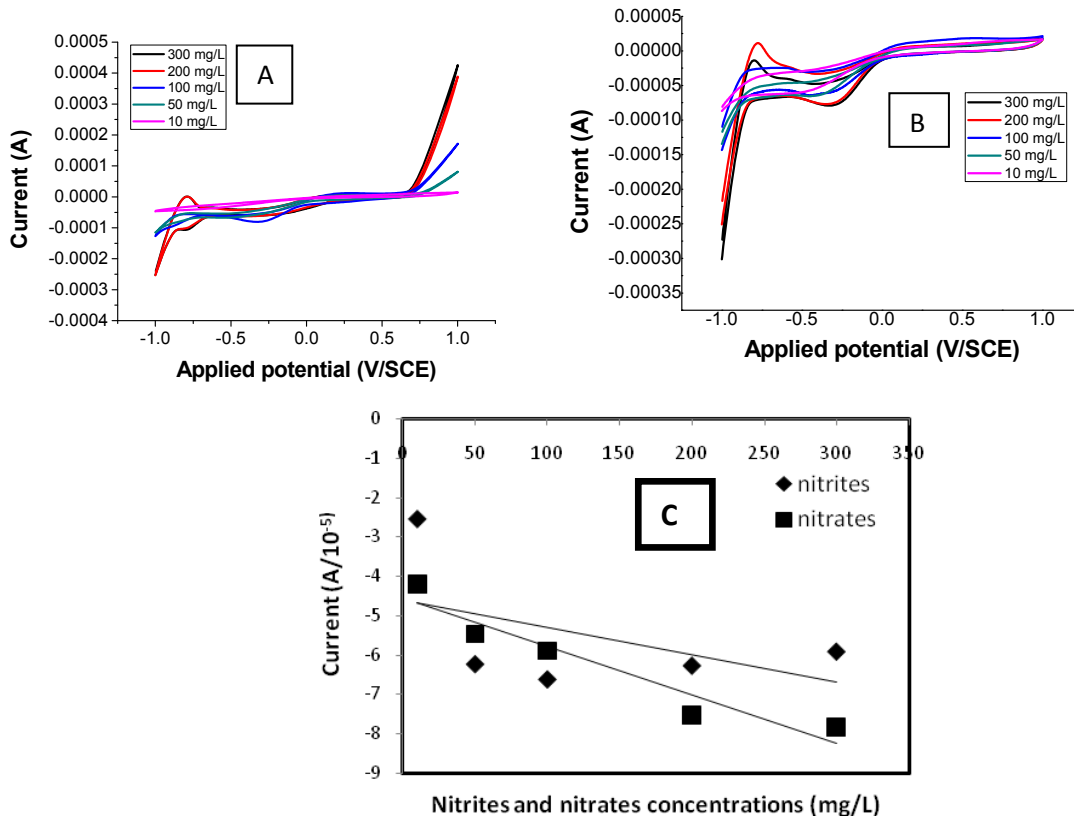 0.0005
0.0004
0.0003
0.0002
0.0001
0.0000
-0.0001
-0.0002
-0.0003
-0.0004
Current (A)
300 mg/L
200 mg/L
100 mg/L
50 mg/L
10 mg/L
A
-1.0 -0.5 0.0 0.5 1.0
Applied potential (V/SCE)
0.00005
0.00000
-0.00005
-0.00010
-0.00015
-0.00020
-0.00025
-0.00030
-0.00035
Current (A)
B
300 mg/L
200 mg/L
100 mg/L
50 mg/L
10 mg/L
-1.0 -0.5 0.0 0.5 1.0
Applied potential (V/SCE)
0
-1
-2
-3
-4
-5
-6
-7
-8
-9
Current (A/10⁻⁵)
0 50 100 150 200 250 300 350
C
nitrites
nitrates
Nitrites and nitrates concentrations (mg/L)